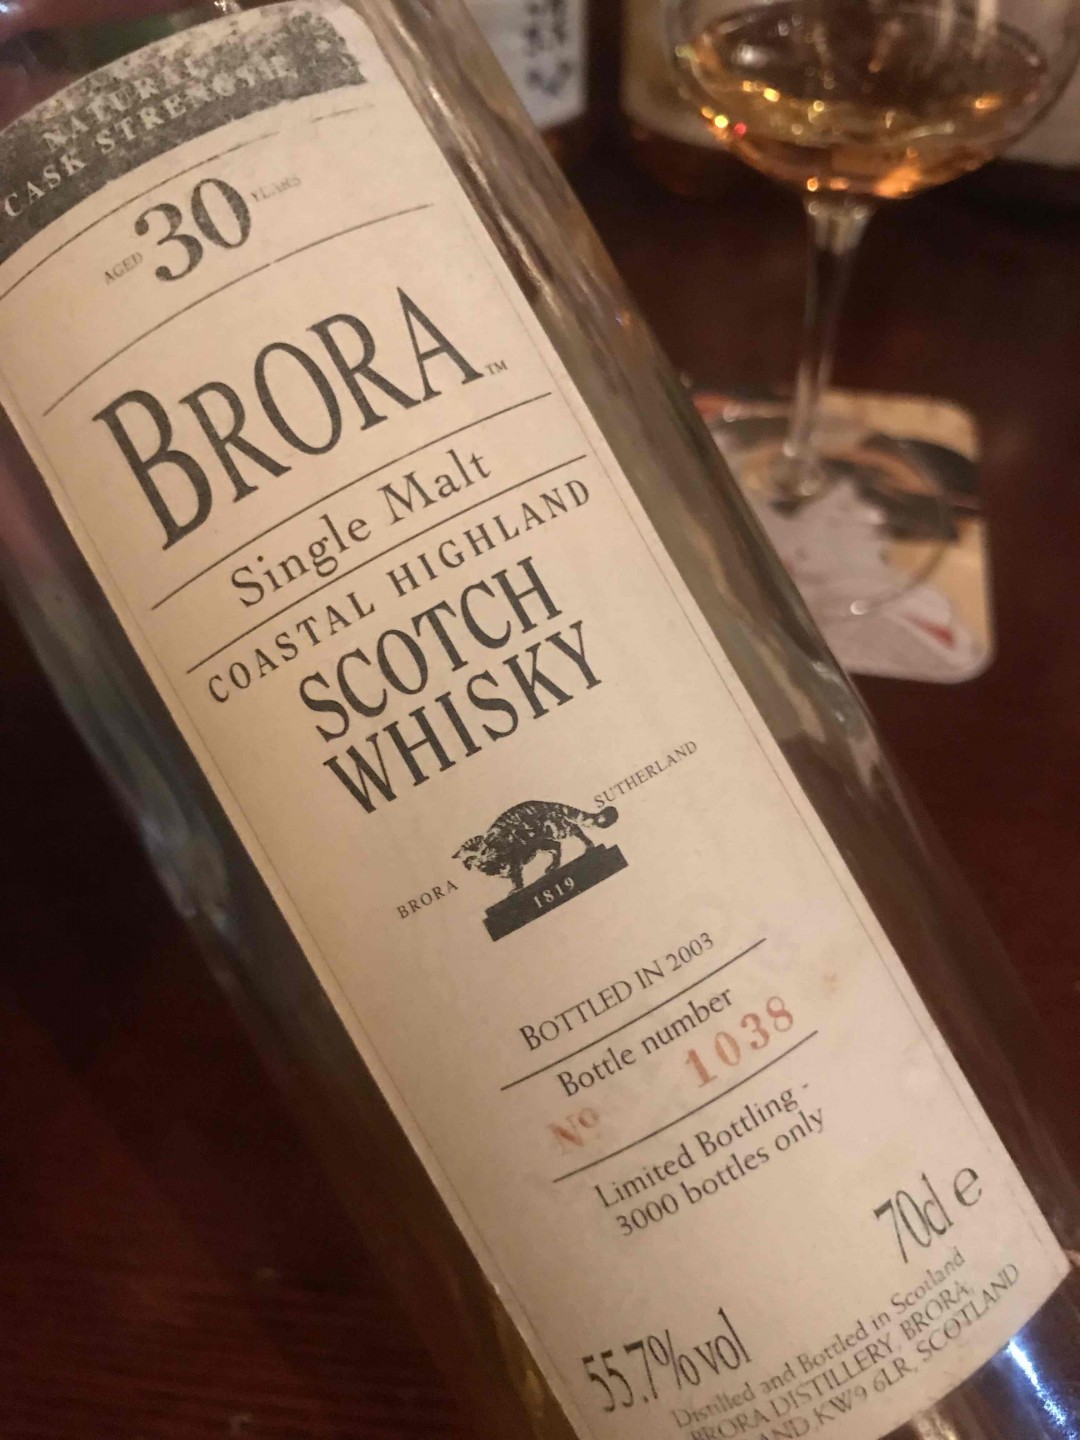 NATURAL
CASK STRENGTH
AGED 30 YEARS
BRORA™
Single Malt
COASTAL HIGHLAND
SCOTCH
WHISKY
BRORA SUTHERLAND
1819
BOTTLED IN 2003
Bottle number
No 1038
Limited Bottling -
3000 bottles only
70cl e
55.7% vol
Distilled and Bottled in Scotland
BRORA DISTILLERY, BRORA,
KW9 6LR, SCOTLAND